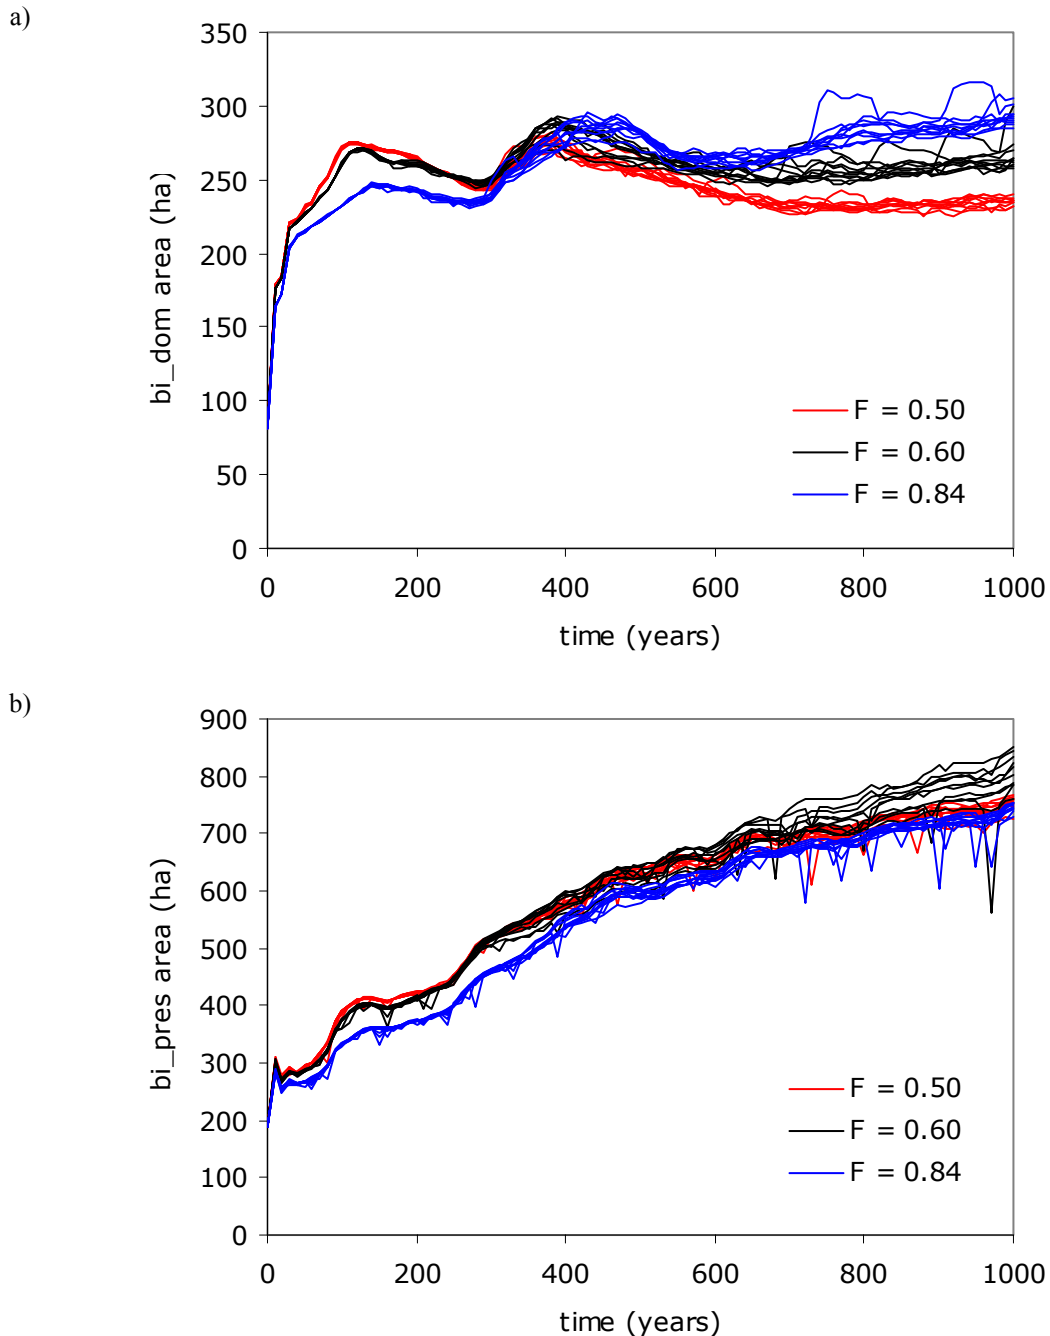 a)
350
300
250
200
150
100
50
0
bi_dom area (ha)
F = 0.50
F = 0.60
F = 0.84
0 200 400 600 800 1000
time (years)
b)
900
800
700
600
500
400
300
200
100
0
bi_pres area (ha)
F = 0.50
F = 0.60
F = 0.84
0 200 400 600 800 1000
time (years)